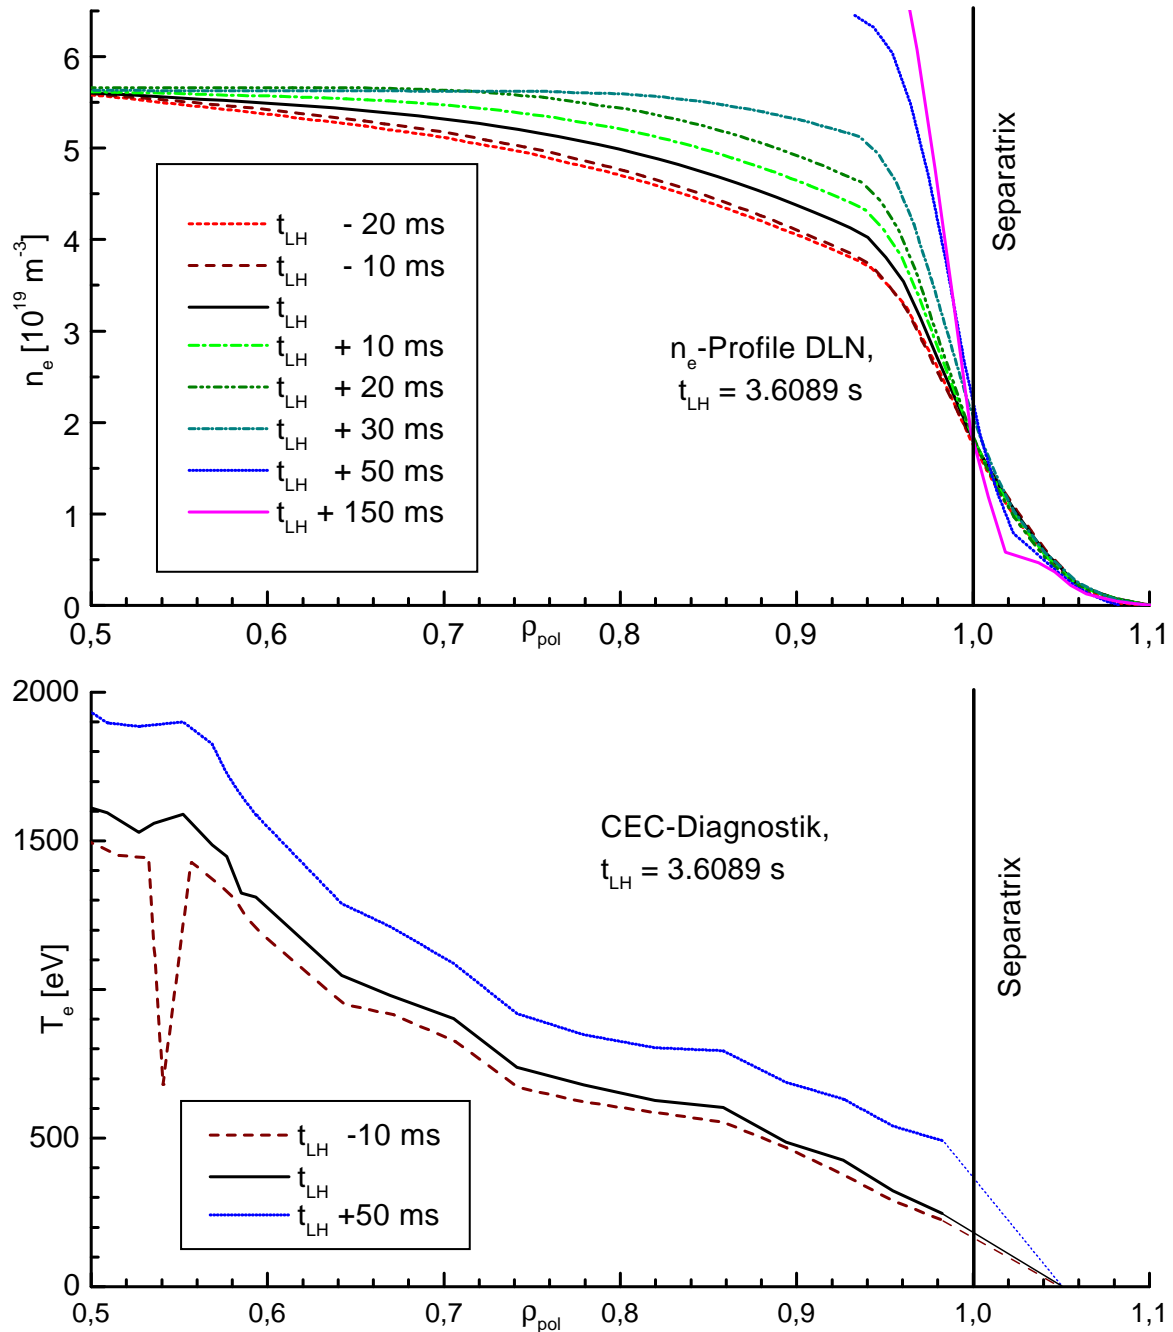 6
5
4
3
2
1
0
n_e [10^19 m^-3]
t_LH - 20 ms
t_LH - 10 ms
t_LH
t_LH + 10 ms
t_LH + 20 ms
t_LH + 30 ms
t_LH + 50 ms
t_LH + 150 ms
n_e-Profile DLN,
t_LH = 3.6089 s
Separatrix
0,5 0,6 0,7 ρ_pol 0,8 0,9 1,0 1,1
2000
1500
500
0
T_e [eV]
CEC-Diagnostik,
t_LH = 3.6089 s
Separatrix
t_LH -10 ms
t_LH
t_LH +50 ms
0,5 0,6 0,7 ρ_pol 0,8 0,9 1,0 1,1